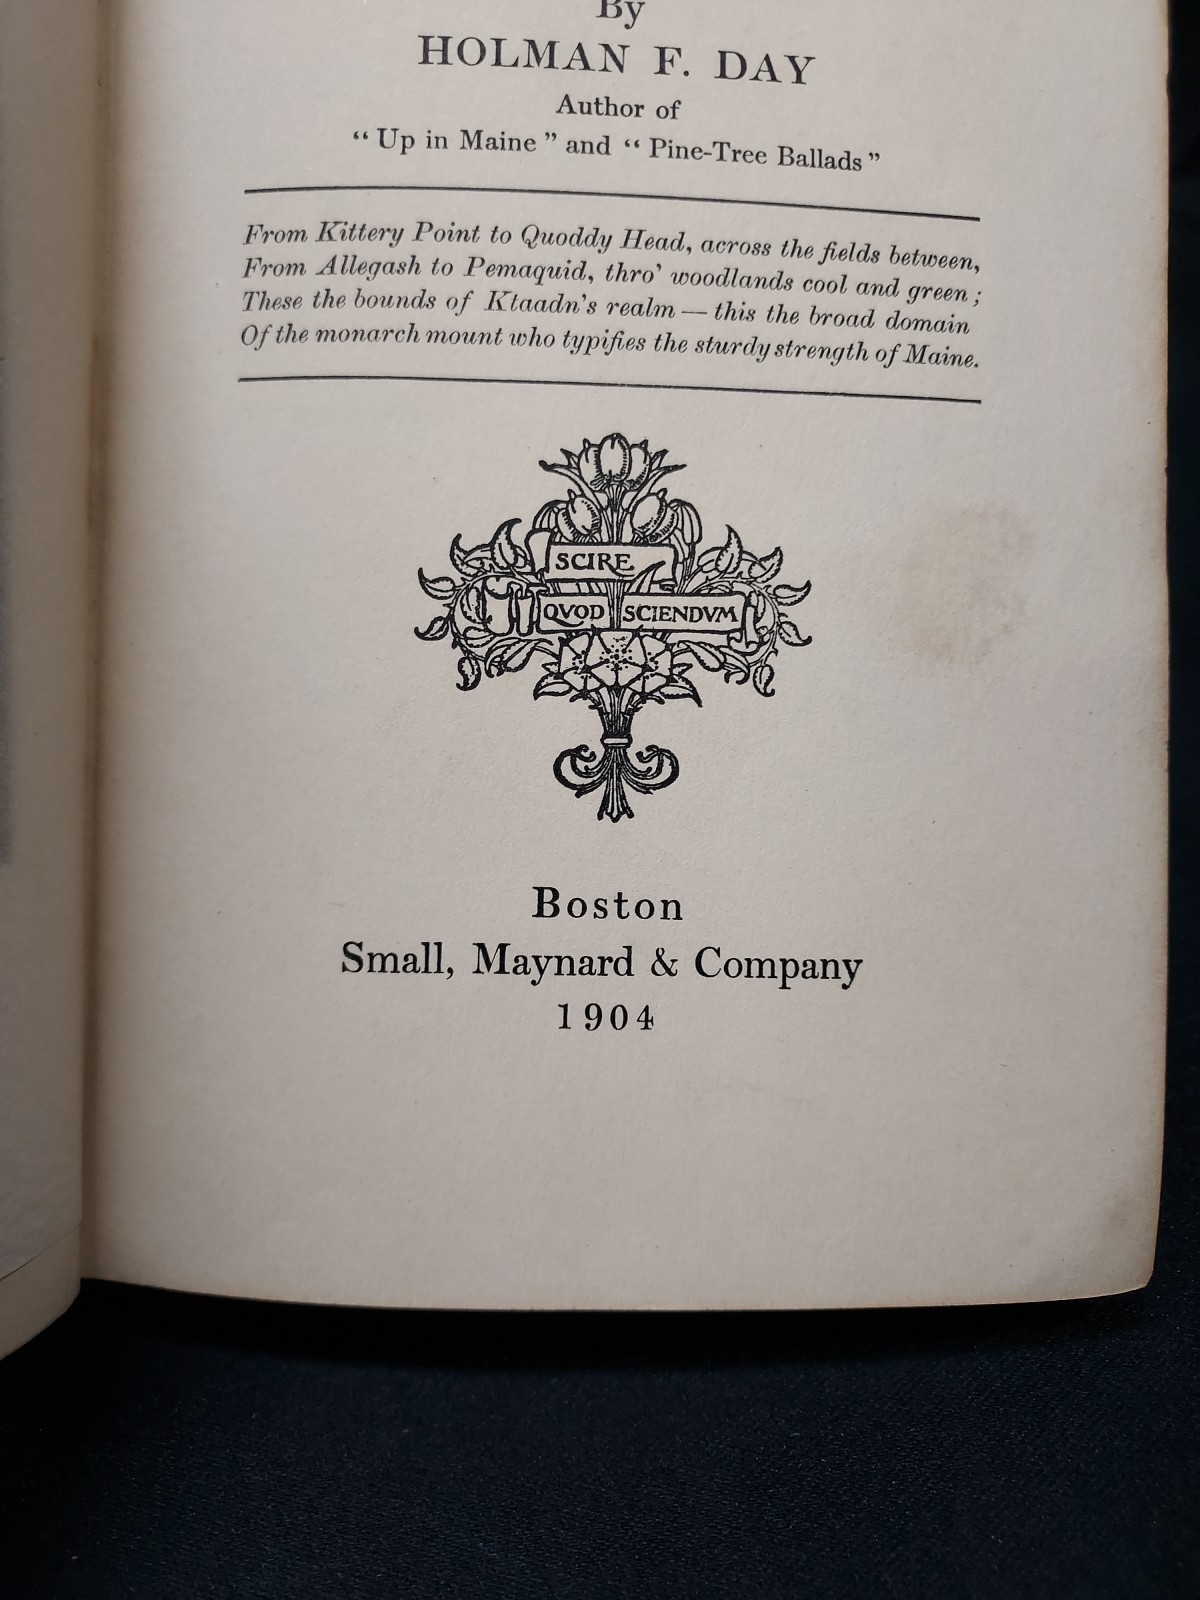 By
HOLMAN F. DAY
Author of
“ Up in Maine ” and “ Pine-Tree Ballads ”
From Kittery Point to Quoddy Head, across the fields between,
From Allegash to Pemaquid, thro’ woodlands cool and green ;
These the bounds of Ktaadn’s realm — this the broad domain
Of the monarch mount who typifies the sturdy strength of Maine.
SCIRE
QVOD SCIENDVM
Boston
Small, Maynard & Company
1904